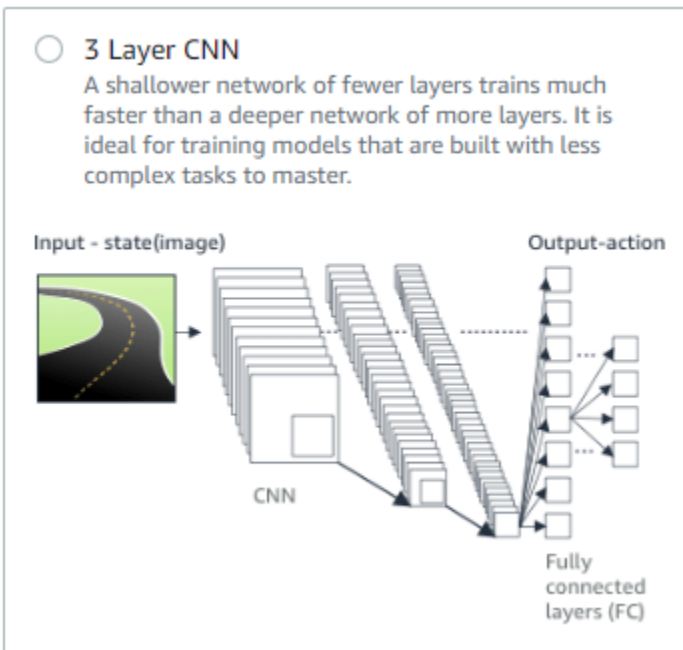 3 Layer CNN
A shallower network of fewer layers trains much
faster than a deeper network of more layers. It is
ideal for training models that are built with less
complex tasks to master.
Input - state(image)
Output-action
CNN
Fully
connected
layers (FC)